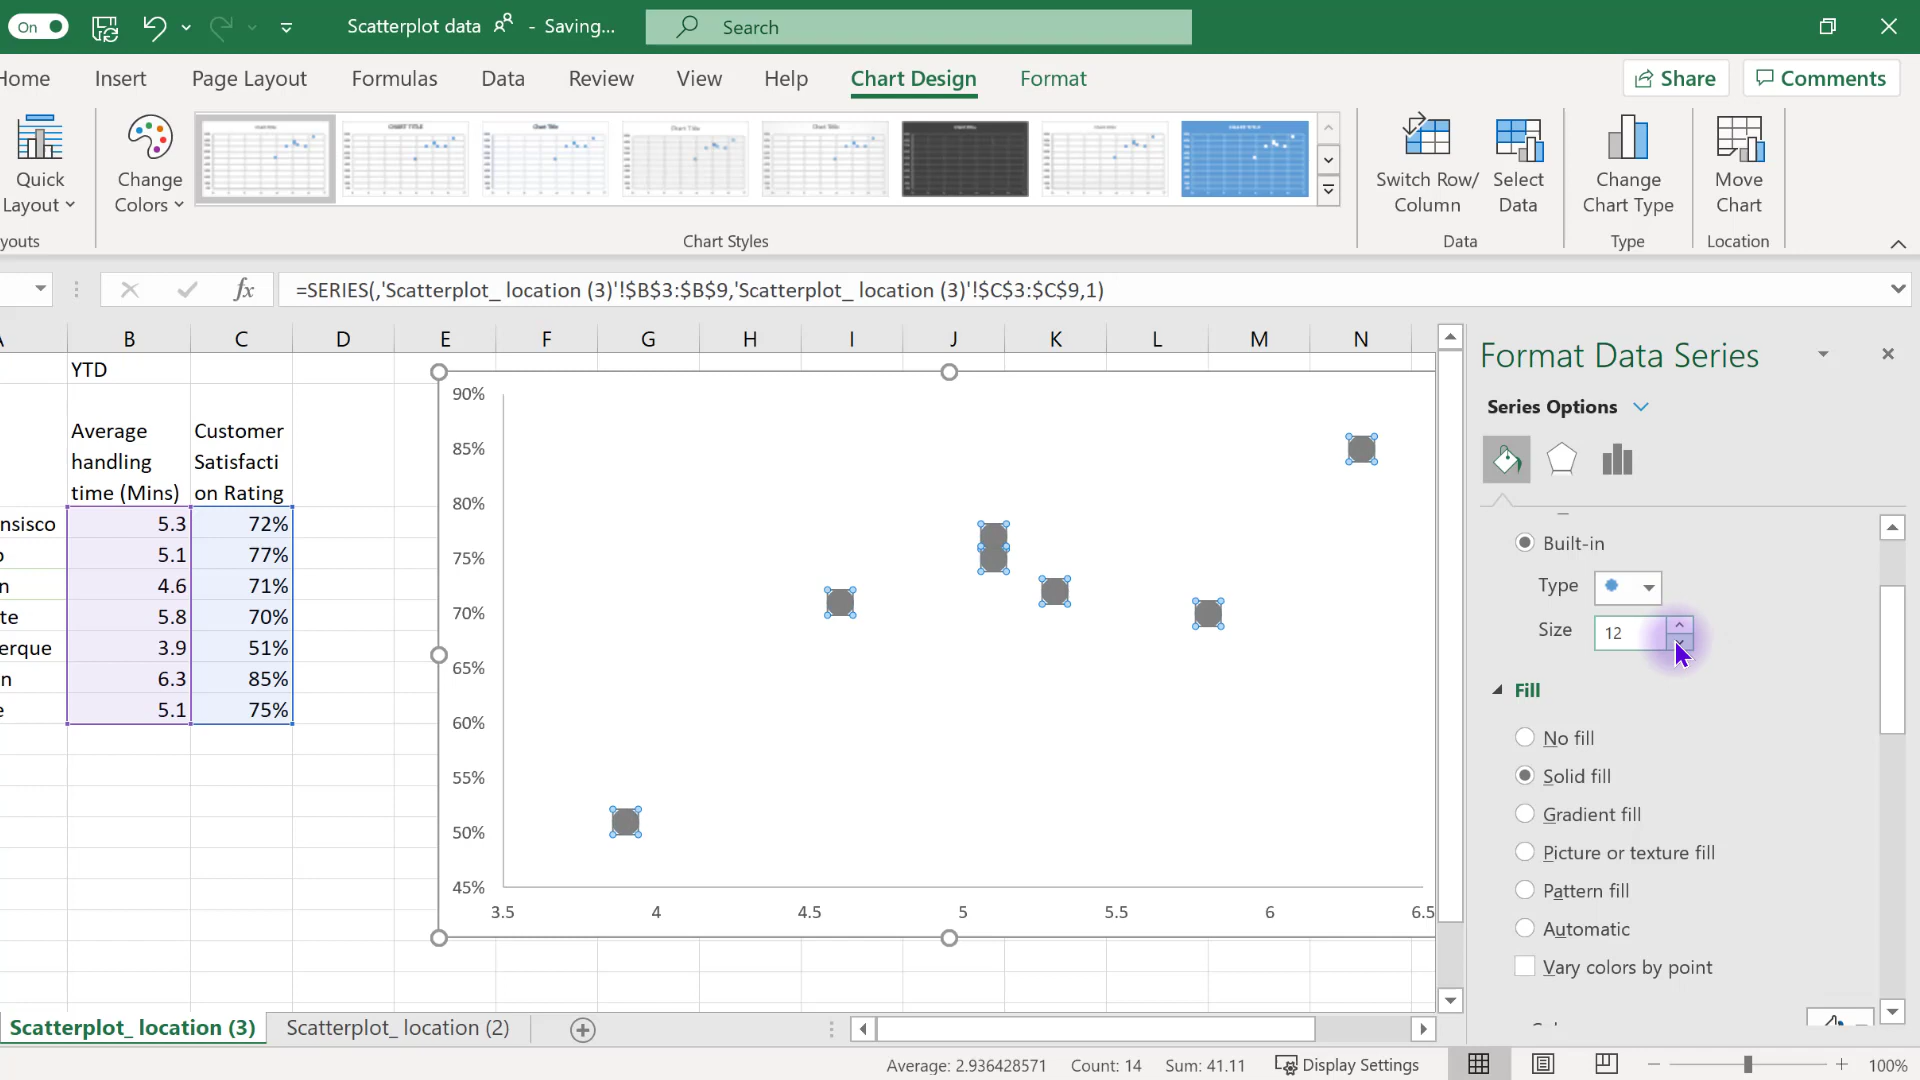 On
Scatterplot data - Saving...
Search
Home Insert Page Layout Formulas Data Review View Help Chart Design Format
Share Comments
Quick
Layout
Change
Colors
Switch Row/
Column
Select
Data
Change
Chart Type
Move
Chart
youts Chart Styles Data Type Location
fx =SERIES(,'Scatterplot_ location (3)'!$B$3:$B$9,'Scatterplot_ location (3)'!$C$3:$C$9,1)
B C D E F G H I J K L M N
YTD
Average
handling
time (Mins)
Customer
Satisfacti
on Rating
nsisco 5.3 72%
5.1 77%
n 4.6 71%
te 5.8 70%
erque 3.9 51%
n 6.3 85%
e 5.1 75%
90%
85%
80%
75%
70%
65%
60%
55%
50%
45%
3.5 4 4.5 5 5.5 6 6.5
Format Data Series
Series Options
Built-in
Type
Size 12
Fill
No fill
Solid fill
Gradient fill
Picture or texture fill
Pattern fill
Automatic
Vary colors by point
Scatterplot_ location (3) Scatterplot_ location (2)
Average: 2.936428571 Count: 14 Sum: 41.11 Display Settings 100%